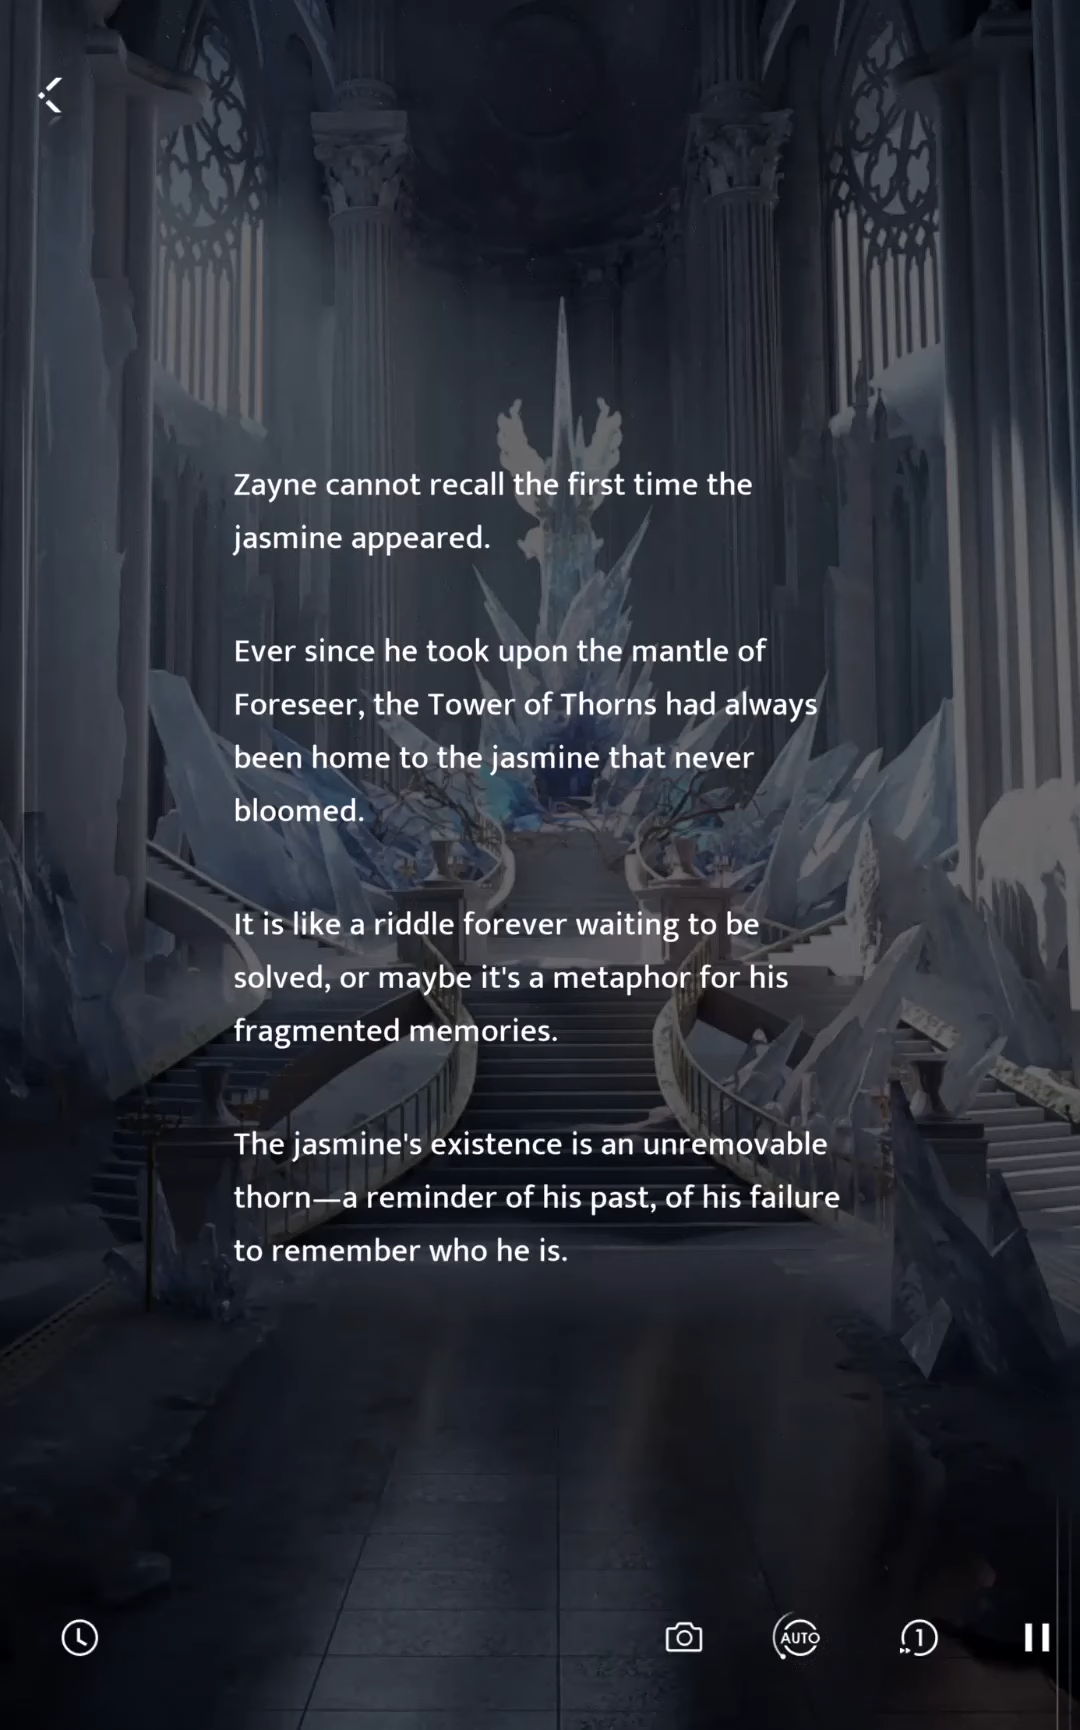 Zayne cannot recall the first time the
jasmine appeared.
Ever since he took upon the mantle of
Foreseer, the Tower of Thorns had always
been home to the jasmine that never
bloomed.
It is like a riddle forever waiting to be
solved, or maybe it's a metaphor for his
fragmented memories.
The jasmine's existence is an unremovable
thorn—a reminder of his past, of his failure
to remember who he is.
AUTO
1